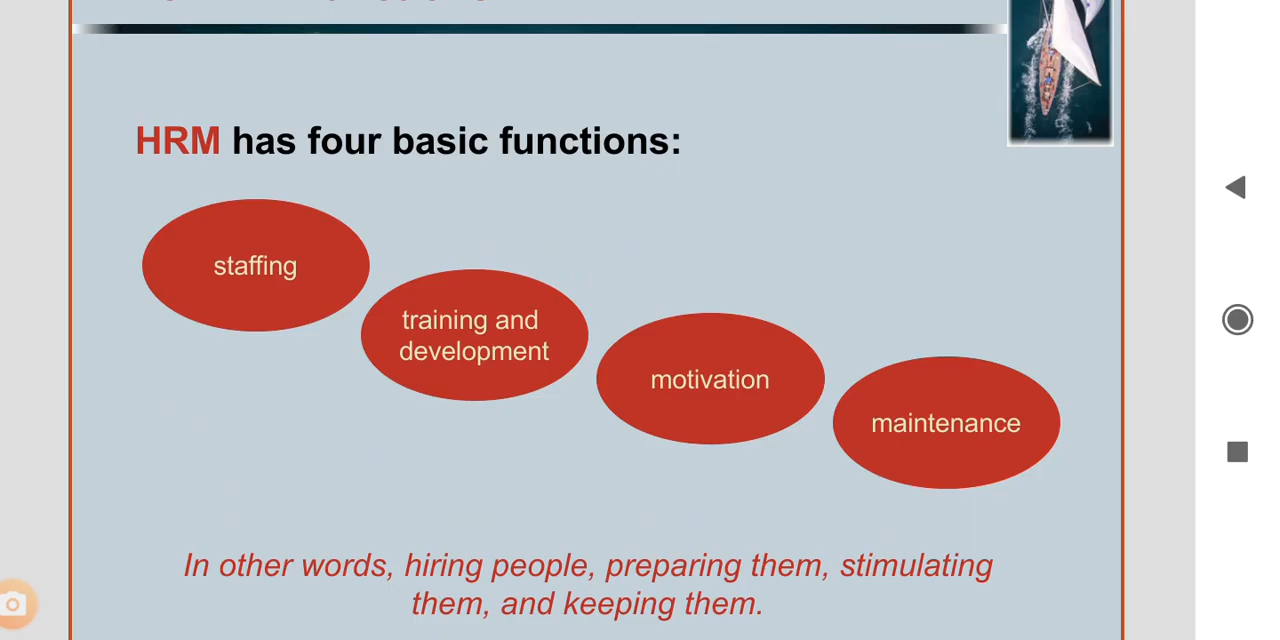 HRM has four basic functions:
staffing
training and
development
motivation
maintenance
In other words, hiring people, preparing them, stimulating
them, and keeping them.